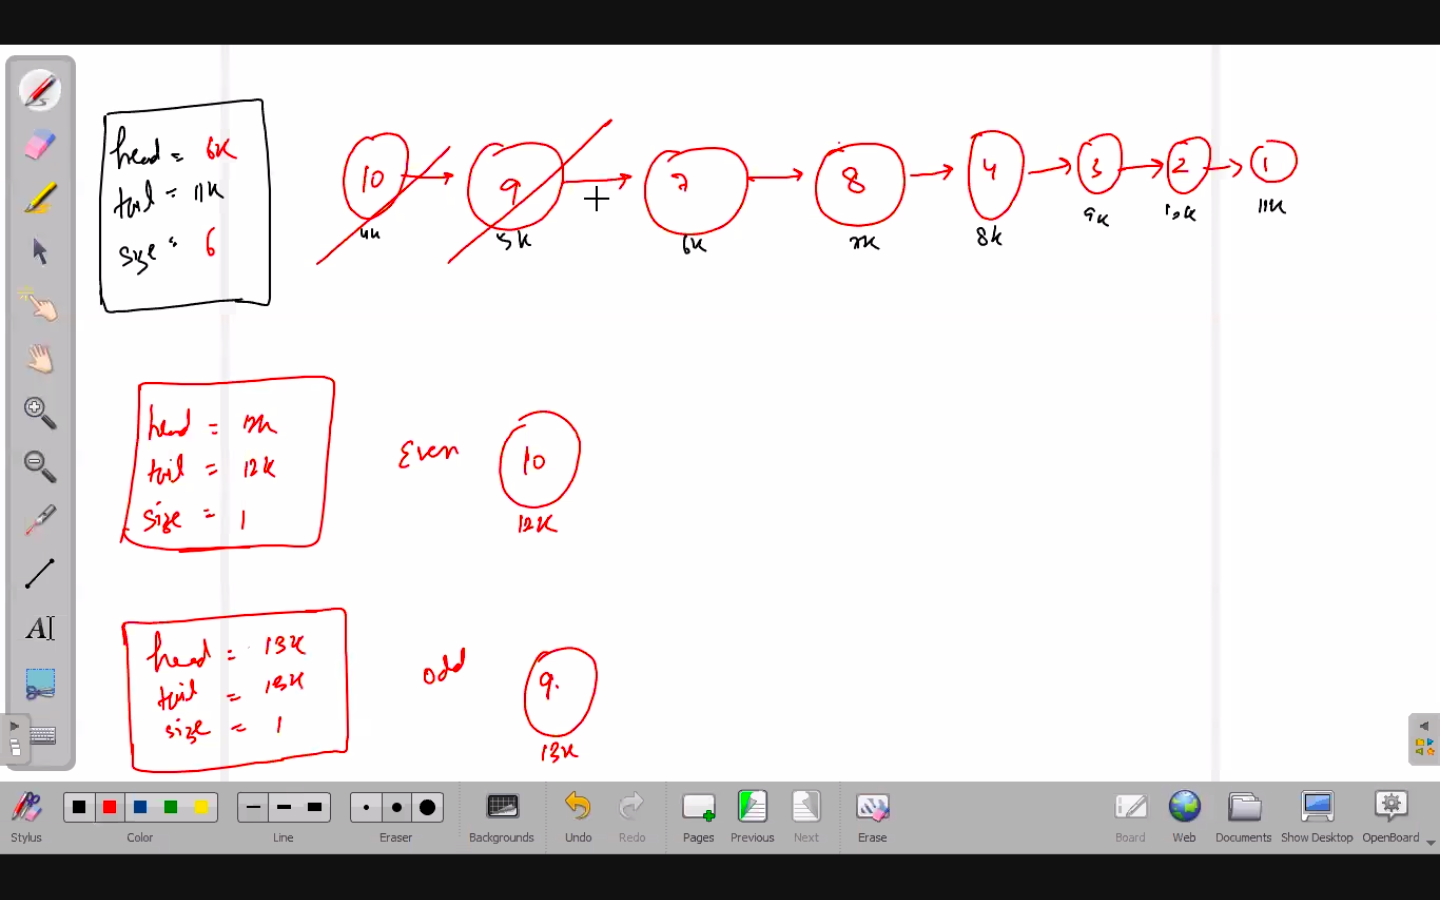 head = 6k
tail = 11k
size = 6
10 9 7 8 4 3 2 1
4k 5k 6k 7k 8k 9k 10k 11k
head = 12k
tail = 12k
size = 1
Even
10
12k
head = 13k
tail = 13k
size = 1
odd
9.
13k
AI
Stylus Color Line Eraser Backgrounds Undo Redo Pages Previous Next Erase Board Web Documents Show Desktop OpenBoard